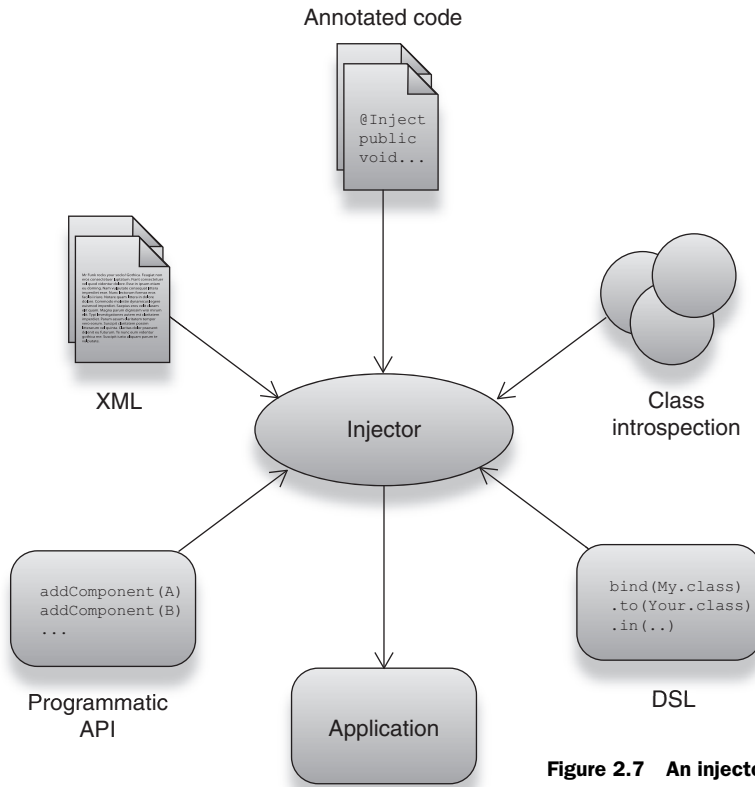 Annotated code
@Inject
public
void...
XML
Injector
Class
introspection
addComponent(A)
addComponent(B)
...
bind(My.class)
.to(Your.class)
.in(..)
Programmatic
API
Application
DSL
Figure 2.7 An injecto